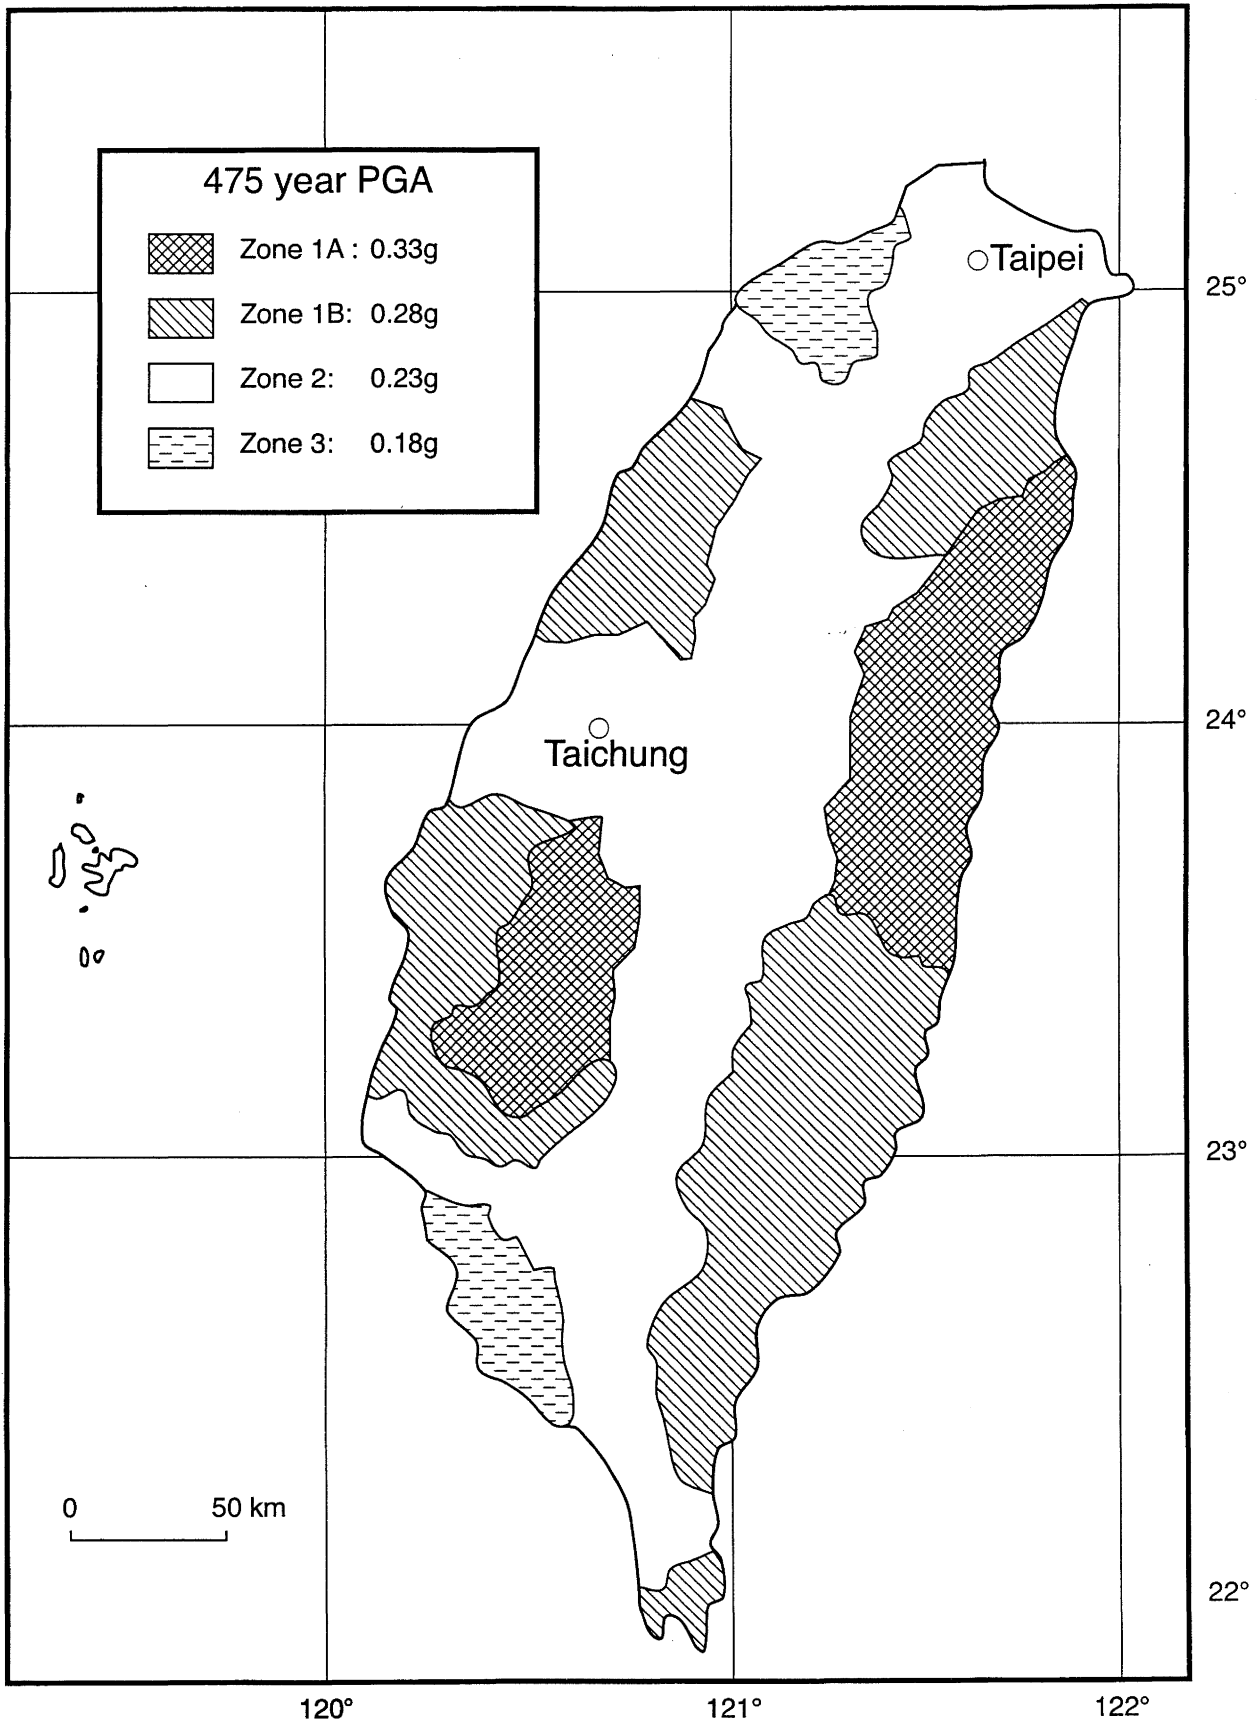 475 year PGA
Zone 1A : 0.33g
Zone 1B: 0.28g
Zone 2: 0.23g
Zone 3: 0.18g
Taipei
25°
24°
Taichung
23°
0 50 km
22°
120° 121° 122°